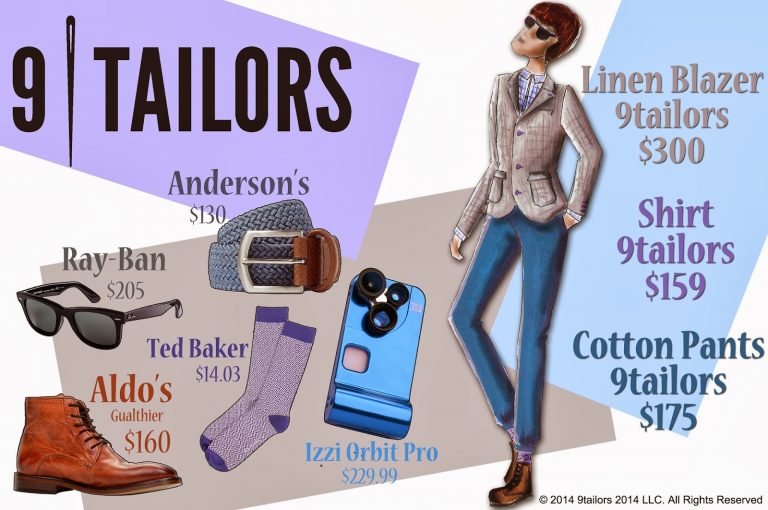 9 TAILORS
Anderson's
$130
Ray-Ban
$205
Ted Baker
$14.03
Aldo's
Gualthier
$160
Izzi Orbit Pro
$229.99
Linen Blazer
9tailors
$300
Shirt
9tailors
$159
Cotton Pants
9tailors
$175
© 2014 9tailors 2014 LLC. All Rights Reserved